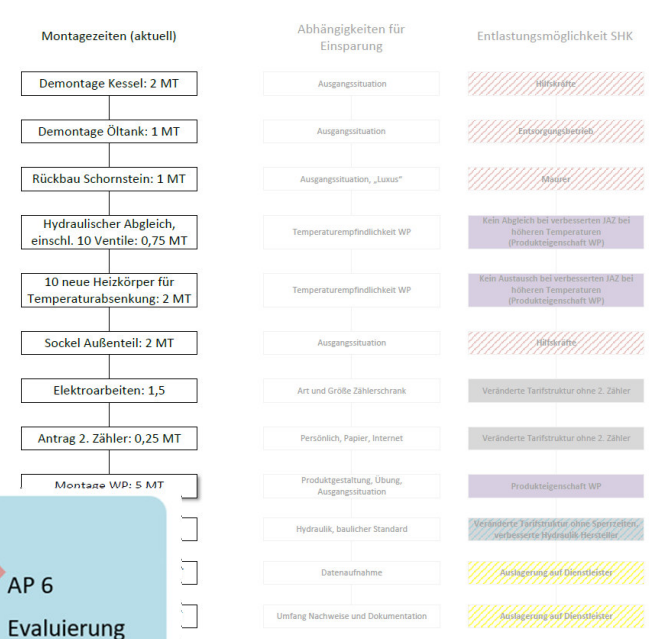 Montagezeiten (aktuell)
Abhängigkeiten für
Einsparung
Entlastungsmöglichkeit SHK
Demontage Kessel: 2 MT
Ausgangssituation
Hilfskräfte
Demontage Öltank: 1 MT
Ausgangssituation
Entsorgungsbetrieb
Rückbau Schornstein: 1 MT
Ausgangssituation, „Luxus“
Maurer
Hydraulischer Abgleich,
einschl. 10 Ventile: 0,75 MT
Temperaturempfindlichkeit WP
Kein Abgleich bei verbesserten JAZ bei
höheren Temperaturen
(Produkteigenschaft WP)
10 neue Heizkörper für
Temperaturabsenkung: 2 MT
Temperaturempfindlichkeit WP
Kein Austausch bei verbesserten JAZ bei
höheren Temperaturen
(Produkteigenschaft WP)
Sockel Außenteil: 2 MT
Ausgangssituation
Hilfskräfte
Elektroarbeiten: 1,5
Art und Größe Zählerschrank
Veränderte Tarifstruktur ohne 2. Zähler
Antrag 2. Zähler: 0,25 MT
Persönlich, Papier, Internet
Veränderte Tarifstruktur ohne 2. Zähler
Montage WP: 5 MT
Produktgestaltung, Übung,
Ausgangssituation
Produkteigenschaft WP
Hydraulik, baulicher Standard
Veränderte Tarifstruktur ohne Sperrzeiten,
verbesserte Hydraulik Hersteller
Datenaufnahme
Auslagerung auf Dienstleister
Umfang Nachweise und Dokumentation
Auslagerung auf Dienstleister
AP 6
Evaluierung